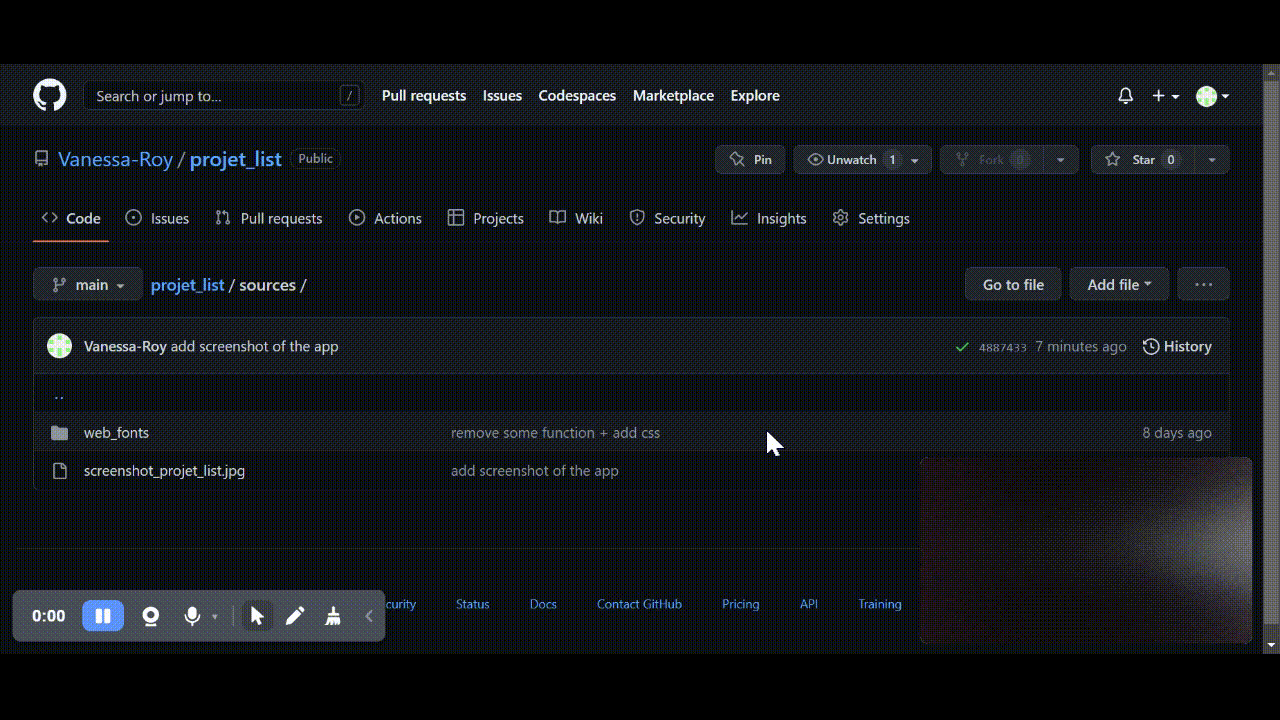 Search or jump to... / Pull requests Issues Codespaces Marketplace Explore
Vanessa-Roy / projet_list Public Pin Unwatch 1 Fork 0 Star 0
Code Issues Pull requests Actions Projects Wiki Security Insights Settings
main projet_list / sources / Go to file Add file ...
Vanessa-Roy add screenshot of the app 4887433 7 minutes ago History
..
web_fonts remove some function + add css 8 days ago
screenshot_projet_list.jpg add screenshot of the app
curity Status Docs Contact GitHub Pricing API Training
0:00